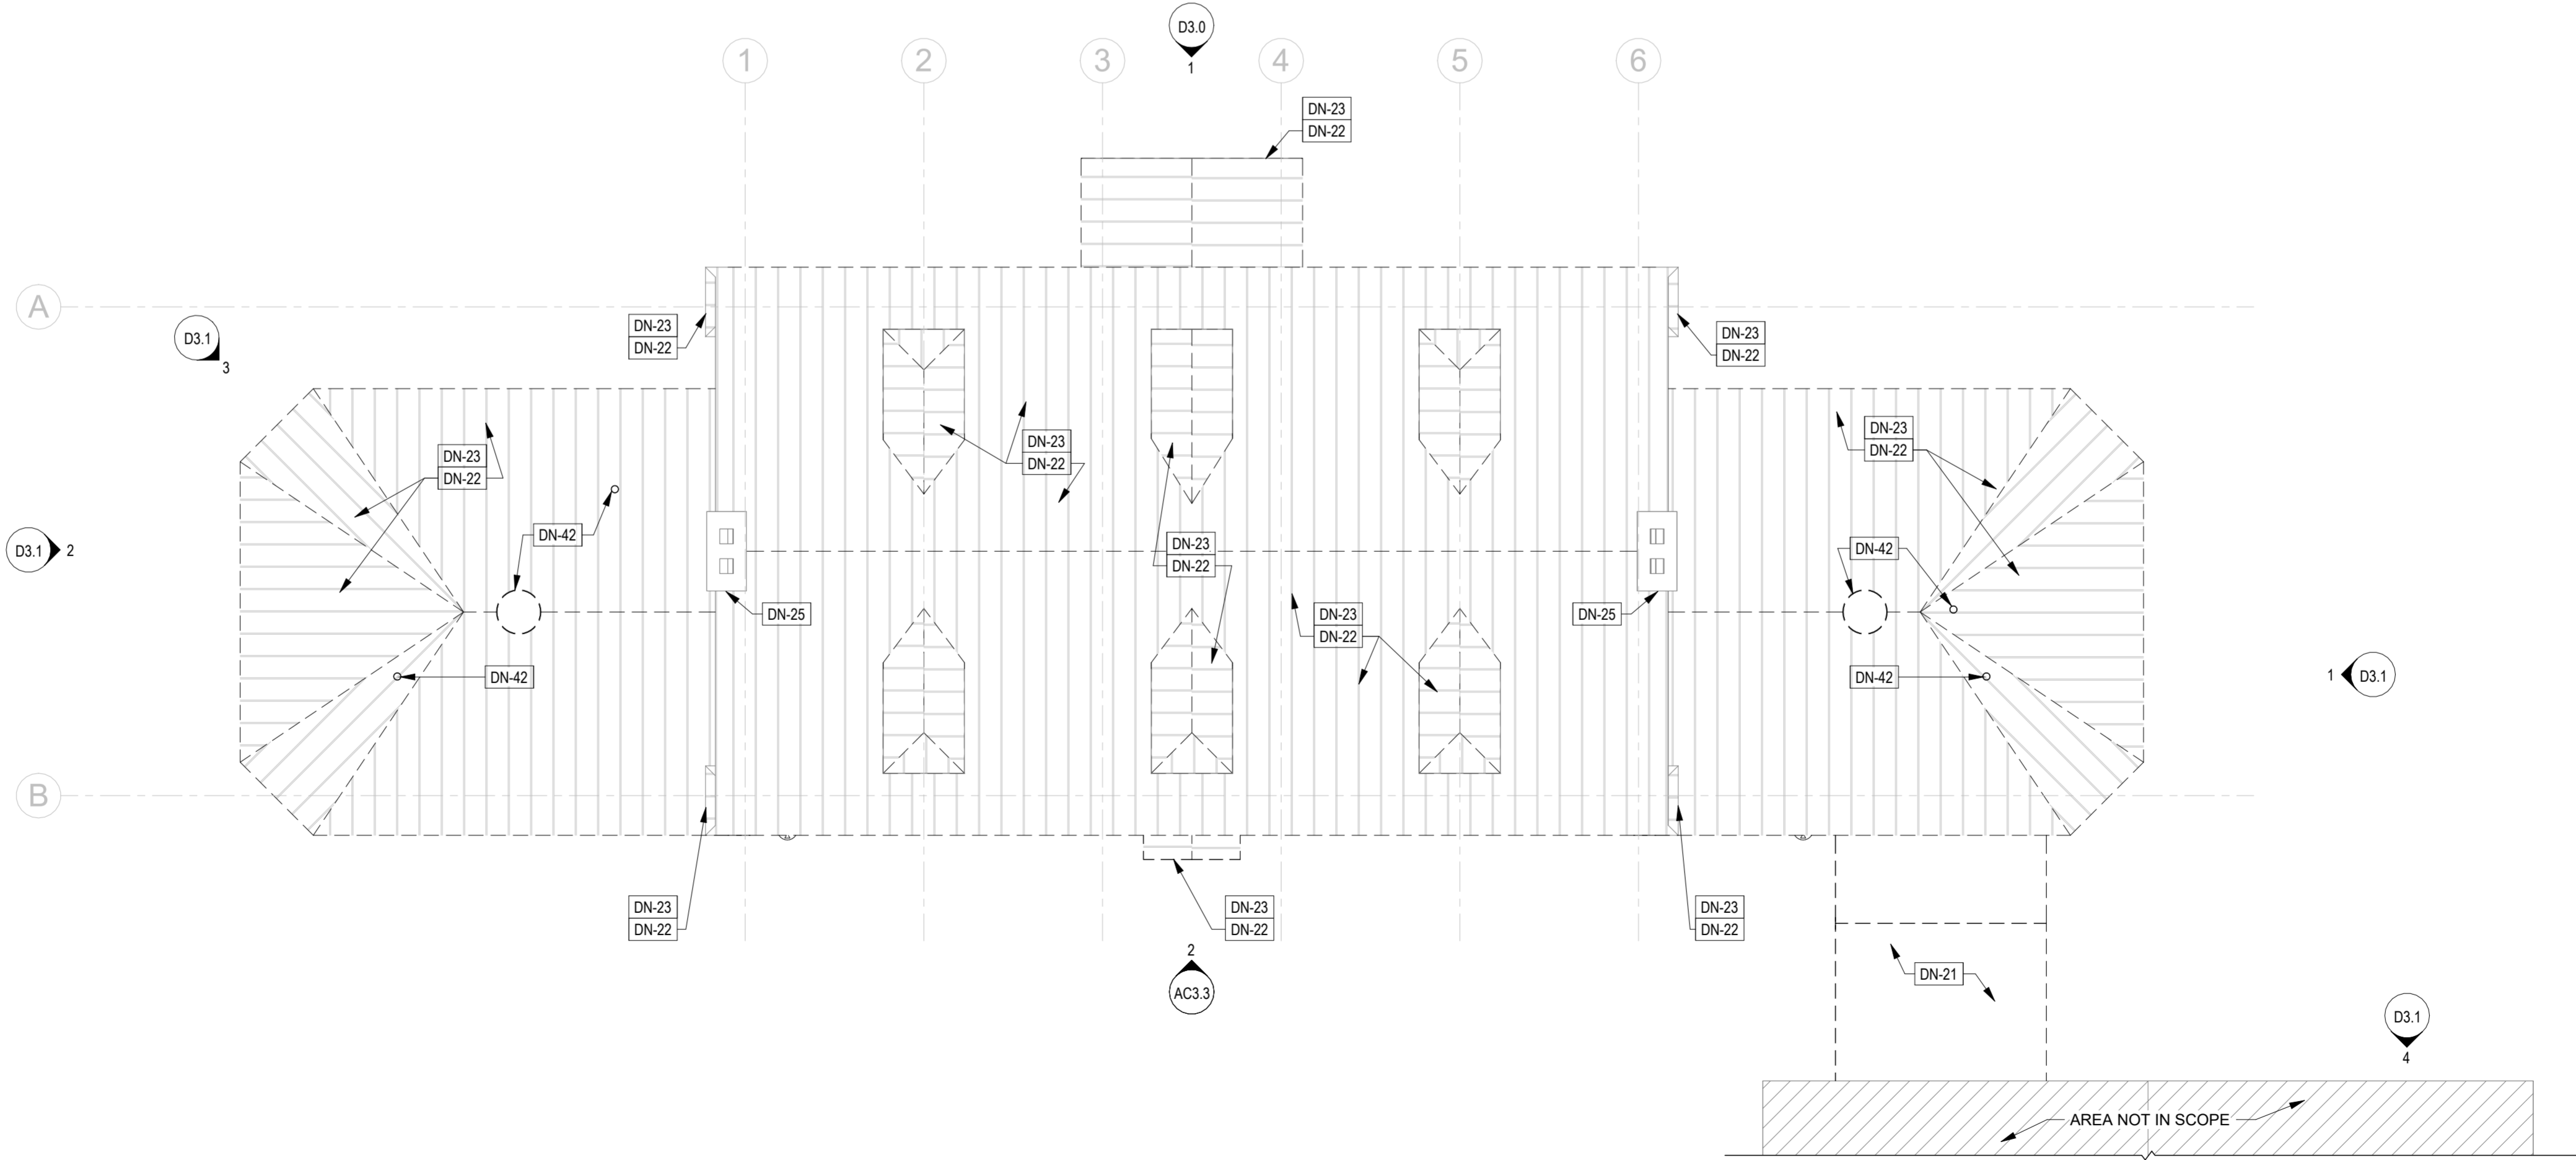 D3.0
1
1
2
3
4
5
6
DN-23
DN-22
A
DN-23
DN-22
DN-23
DN-22
D3.1
3
DN-23
DN-22
DN-23
DN-22
DN-23
DN-22
D3.1
2
DN-42
DN-23
DN-22
DN-42
DN-25
DN-23
DN-22
DN-25
DN-42
DN-42
1
D3.1
B
DN-23
DN-22
DN-23
DN-22
DN-23
DN-22
2
AC3.3
DN-21
D3.1
4
AREA NOT IN SCOPE